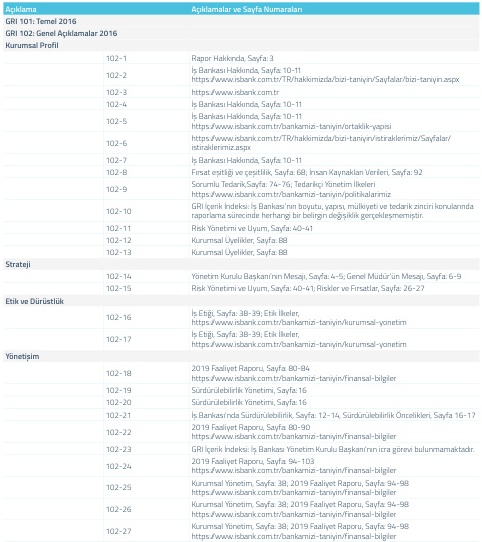 Açıklama Açıklamalar ve Sayfa Numaraları
GRI 101: Temel 2016
GRI 102: Genel Açıklamalar 2016
Kurumsal Profil
102-1 Rapor Hakkında, Sayfa: 3
102-2 İş Bankası Hakkında, Sayfa: 10-11
https://www.isbank.com.tr/TR/hakkimizda/bizi-taniyin/Sayfalar/bizi-taniyin.aspx
102-3 https://www.isbank.com.tr
102-4 İş Bankası Hakkında, Sayfa: 10-11
102-5 İş Bankası Hakkında, Sayfa: 10-11
https://www.isbank.com.tr/bankamizi-taniyin/ortaklik-yapisi
102-6 https://www.isbank.com.tr/TR/hakkimizda/bizi-taniyin/istiraklerimiz/Sayfalar/
istiraklerimiz.aspx
102-7 İş Bankası Hakkında, Sayfa: 10-11
102-8 Fırsat eşitliği ve çeşitlilik, Sayfa: 68; İnsan Kaynakları Verileri, Sayfa: 92
102-9 Sorumlu Tedarik,Sayfa: 74-76; Tedarikçi Yönetim İlkeleri
https://www.isbank.com.tr/bankamizi-taniyin/politikalarimiz
102-10 GRI İçerik İndeksi: İş Bankası'nın boyutu, yapısı, mülkiyeti ve tedarik zinciri konularında
raporlama sürecinde herhangi bir belirgin değişiklik gerçekleşmemiştir.
102-11 Risk Yönetimi ve Uyum, Sayfa: 40-41
102-12 Kurumsal Üyelikler, Sayfa: 88
102-13 Kurumsal Üyelikler, Sayfa: 88
Strateji
102-14 Yönetim Kurulu Başkanı'nın Mesajı, Sayfa: 4-5; Genel Müdür'ün Mesajı, Sayfa: 6-9
102-15 Risk Yönetimi ve Uyum, Sayfa: 40-41; Riskler ve Fırsatlar, Sayfa: 26-27
Etik ve Dürüstlük
102-16 İş Etiği, Sayfa: 38-39; Etik İlkeler,
https://www.isbank.com.tr/bankamizi-taniyin/kurumsal-yonetim
102-17 İş Etiği, Sayfa: 38-39; Etik İlkeler,
https://www.isbank.com.tr/bankamizi-taniyin/kurumsal-yonetim
Yönetişim
102-18 2019 Faaliyet Raporu, Sayfa: 80-84
https://www.isbank.com.tr/bankamizi-taniyin/finansal-bilgiler
102-19 Sürdürülebilirlik Yönetimi, Sayfa:16
102-20 Sürdürülebilirlik Yönetimi, Sayfa:16
102-21 İş Bankası'nda Sürdürülebilirlik, Sayfa: 12-14, Sürdürülebilirlik Öncelikleri, Sayfa 16-17
102-22 2019 Faaliyet Raporu, Sayfa: 80-90
https://www.isbank.com.tr/bankamizi-taniyin/finansal-bilgiler
102-23 GRI İçerik İndeksi: İş Bankası Yönetim Kurulu Başkanı'nın icra görevi bulunmamaktadır.
102-24 2019 Faaliyet Raporu, Sayfa: 94-103
https://www.isbank.com.tr/bankamizi-taniyin/finansal-bilgiler
102-25 Kurumsal Yönetim, Sayfa: 38; 2019 Faaliyet Raporu, Sayfa: 94-98
https://www.isbank.com.tr/bankamizi-taniyin/finansal-bilgiler
102-26 Kurumsal Yönetim, Sayfa: 38; 2019 Faaliyet Raporu, Sayfa: 94-98
https://www.isbank.com.tr/bankamizi-taniyin/finansal-bilgiler
102-27 Kurumsal Yönetim, Sayfa: 38; 2019 Faaliyet Raporu, Sayfa: 94-98
https://www.isbank.com.tr/bankamizi-taniyin/finansal-bilgiler